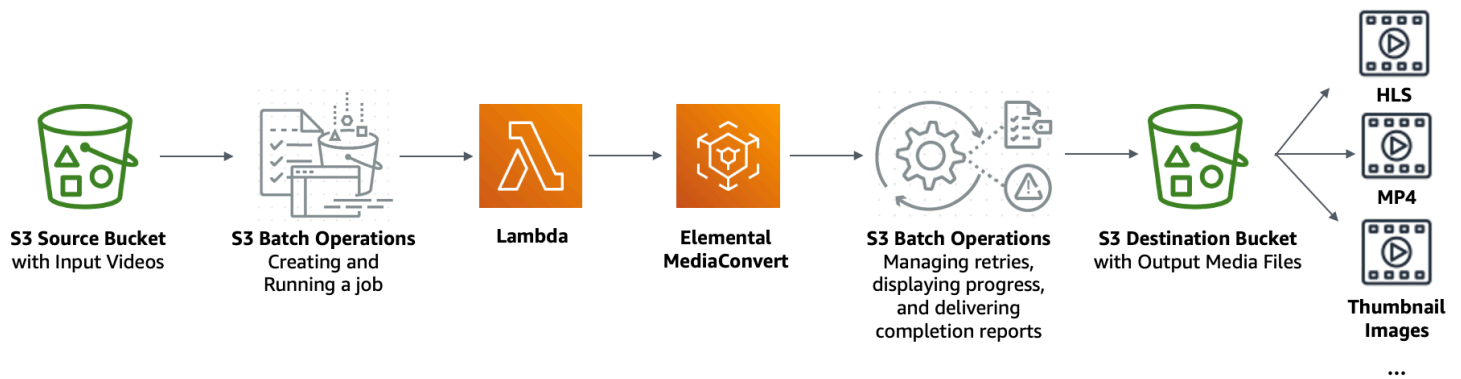 S3 Source Bucket
with Input Videos
S3 Batch Operations
Creating and
Running a job
Lambda
Elemental
MediaConvert
S3 Batch Operations
Managing retries,
displaying progress,
and delivering
completion reports
S3 Destination Bucket
with Output Media Files
HLS
MP4
Thumbnail
Images
...